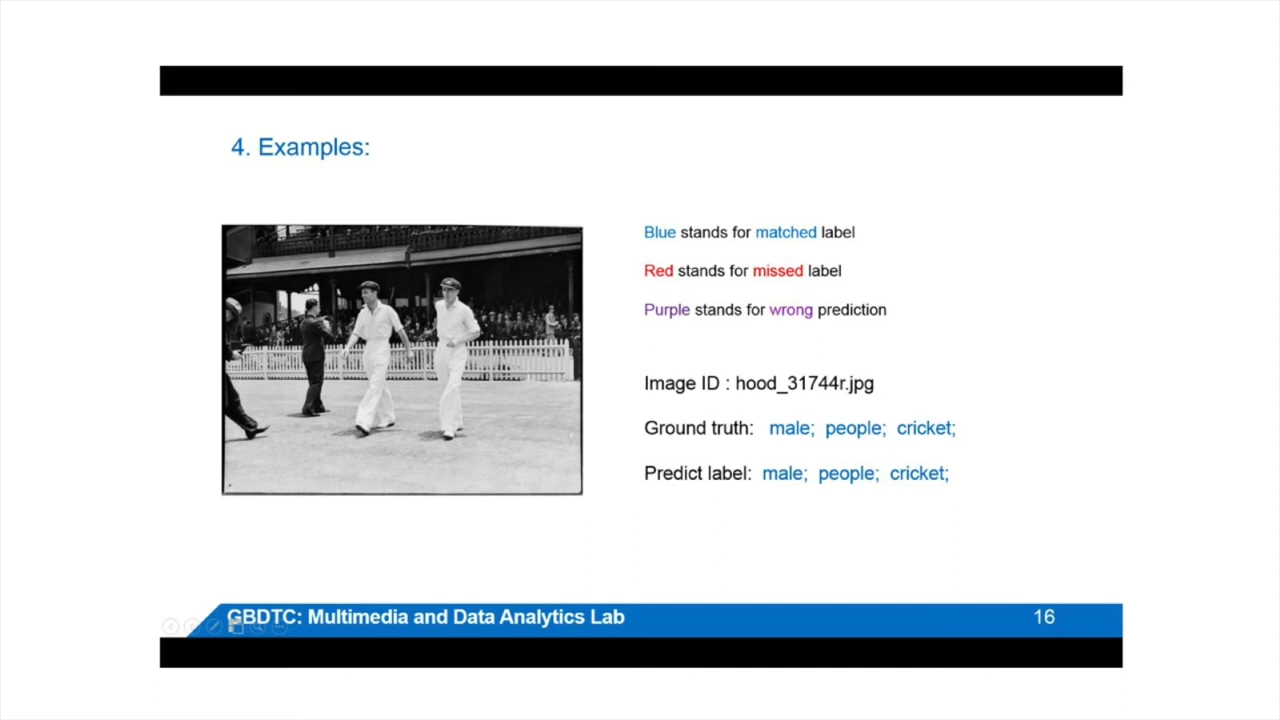 4. Examples:
Blue stands for matched label
Red stands for missed label
Purple stands for wrong prediction
Image ID : hood_31744r.jpg
Ground truth: male; people; cricket;
Predict label: male; people; cricket;
GBDTC: Multimedia and Data Analytics Lab
16